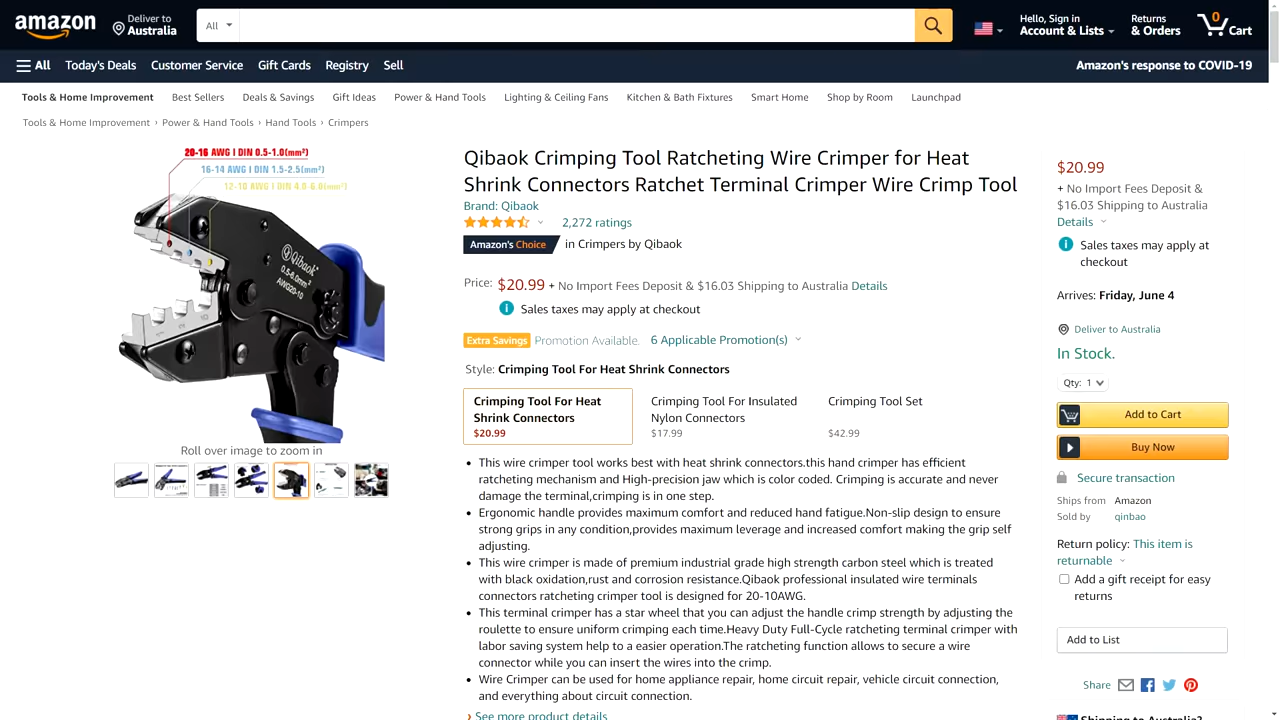 amazon
Deliver to
Australia
All
0
Hello, Sign in
Account & Lists
Returns
& Orders
Cart
All
Today's Deals
Customer Service
Gift Cards
Registry
Sell
Amazon's response to COVID-19
Tools & Home Improvement
Best Sellers
Deals & Savings
Gift Ideas
Power & Hand Tools
Lighting & Ceiling Fans
Kitchen & Bath Fixtures
Smart Home
Shop by Room
Launchpad
Tools & Home Improvement › Power & Hand Tools › Hand Tools › Crimpers
20-16 AWG I DIN 0.5-1.0(mm²)
16-14 AWG I DIN 1.5-2.5(mm²)
12-10 AWG I DIN 4.0-6.0(mm²)
Qibaok
0.5-6.0mm²
AWG20-10
Roll over image to zoom in
Qibaok Crimping Tool Ratcheting Wire Crimper for Heat
Shrink Connectors Ratchet Terminal Crimper Wire Crimp Tool
Brand: Qibaok
2,272 ratings
Amazon's Choice in Crimpers by Qibaok
Price: $20.99 + No Import Fees Deposit & $16.03 Shipping to Australia Details
Sales taxes may apply at checkout
Extra Savings Promotion Available. 6 Applicable Promotion(s)
Style: Crimping Tool For Heat Shrink Connectors
Crimping Tool For Heat
Shrink Connectors
$20.99
Crimping Tool For Insulated
Nylon Connectors
$17.99
Crimping Tool Set
$42.99
• This wire crimper tool works best with heat shrink connectors.this hand crimper has efficient
ratcheting mechanism and High-precision jaw which is color coded. Crimping is accurate and never
damage the terminal,crimping is in one step.
• Ergonomic handle provides maximum comfort and reduced hand fatigue.Non-slip design to ensure
strong grips in any condition,provides maximum leverage and increased comfort making the grip self
adjusting.
• This wire crimper is made of premium industrial grade high strength carbon steel which is treated
with black oxidation,rust and corrosion resistance.Qibaok professional insulated wire terminals
connectors ratcheting crimper tool is designed for 20-10AWG.
• This terminal crimper has a star wheel that you can adjust the handle crimp strength by adjusting the
roulette to ensure uniform crimping each time.Heavy Duty Full-Cycle ratcheting terminal crimper with
labor saving system help to a easier operation.The ratcheting function allows to secure a wire
connector while you can insert the wires into the crimp.
• Wire Crimper can be used for home appliance repair, home circuit repair, vehicle circuit connection,
and everything about circuit connection.
› See more product details
$20.99
+ No Import Fees Deposit &
$16.03 Shipping to Australia
Details
Sales taxes may apply at
checkout
Arrives: Friday, June 4
Deliver to Australia
In Stock.
Qty: 1
Add to Cart
Buy Now
Secure transaction
Ships from Amazon
Sold by qinbao
Return policy: This item is
returnable
Add a gift receipt for easy
returns
Add to List
Share
Shipping to Australia?